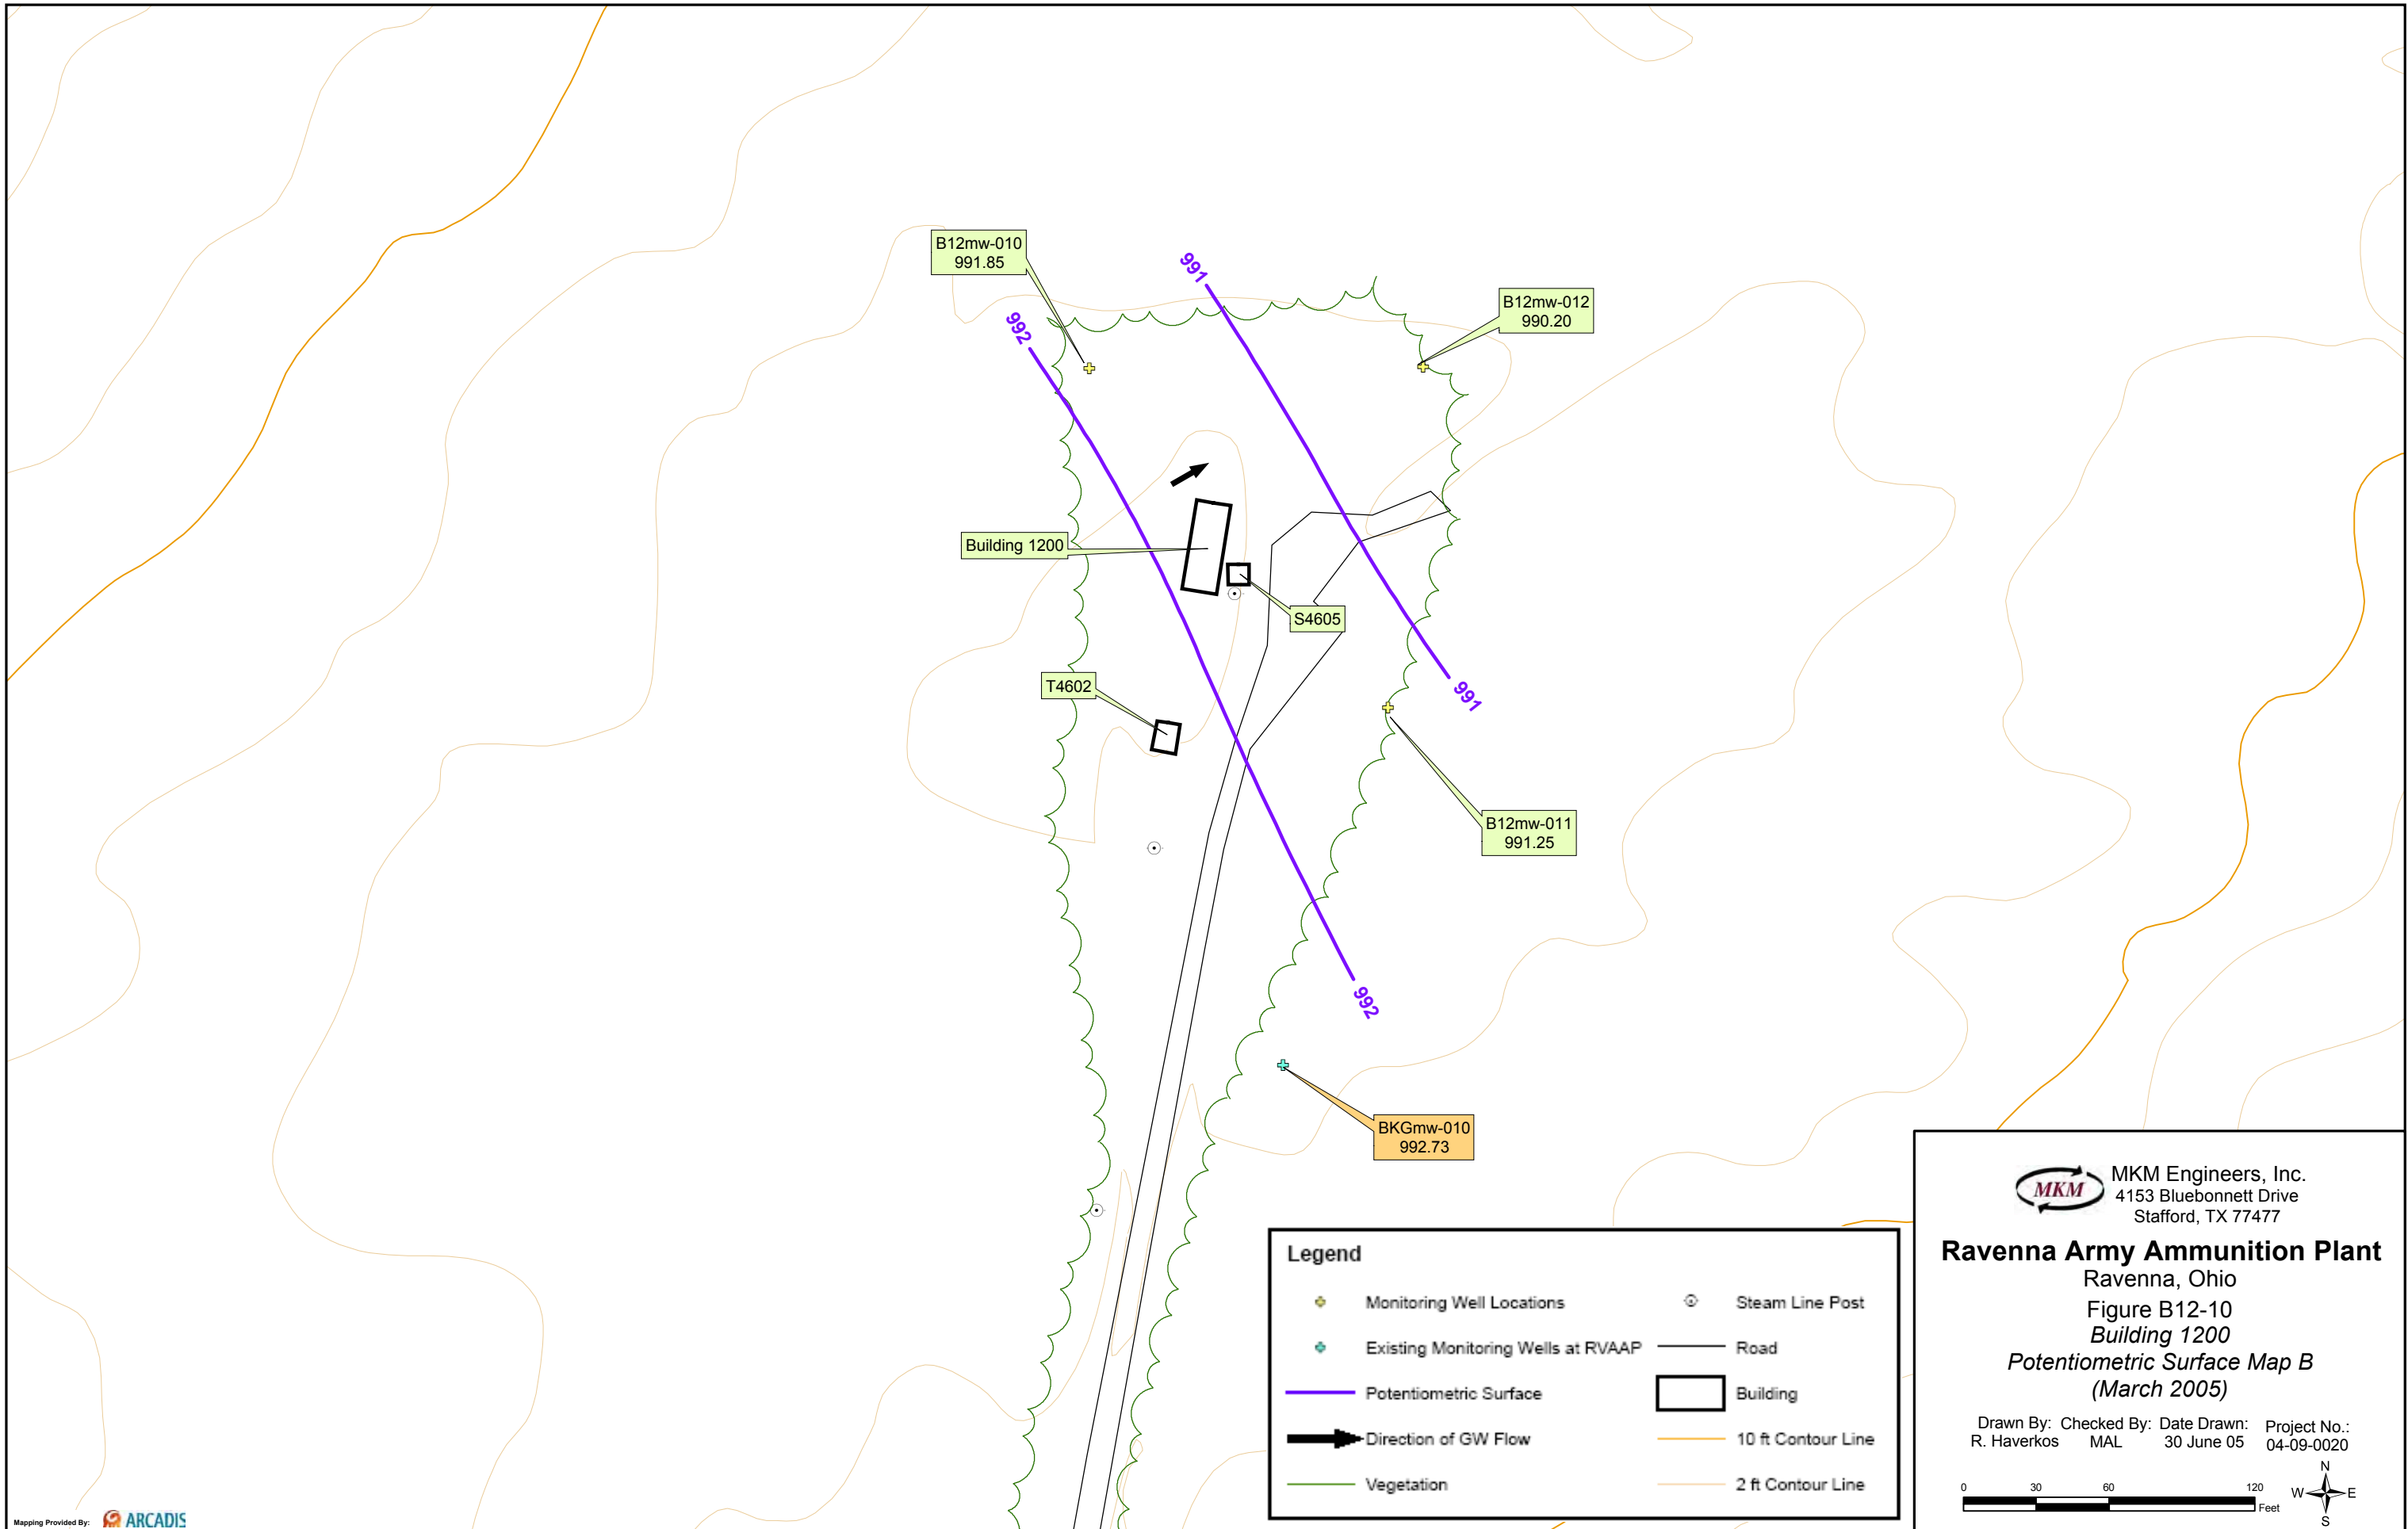 B12mw-010
991.85
991
B12mw-012
990.20
992
Building 1200
S4605
T4602
991
B12mw-011
991.25
992
BKGmw-010
992.73
Legend
Monitoring Well Locations
Existing Monitoring Wells at RVAAP
Potentiometric Surface
Direction of GW Flow
Vegetation
Steam Line Post
Road
Building
10 ft Contour Line
2 ft Contour Line
MKM
MKM Engineers, Inc.
4153 Bluebonnett Drive
Stafford, TX 77477
Ravenna Army Ammunition Plant
Ravenna, Ohio
Figure B12-10
Building 1200
Potentiometric Surface Map B
(March 2005)
Drawn By: Checked By: Date Drawn: Project No.:
R. Haverkos MAL 30 June 05 04-09-0020
0 30 60 120
Feet
N
W E
S
Mapping Provided By: ARCADIS